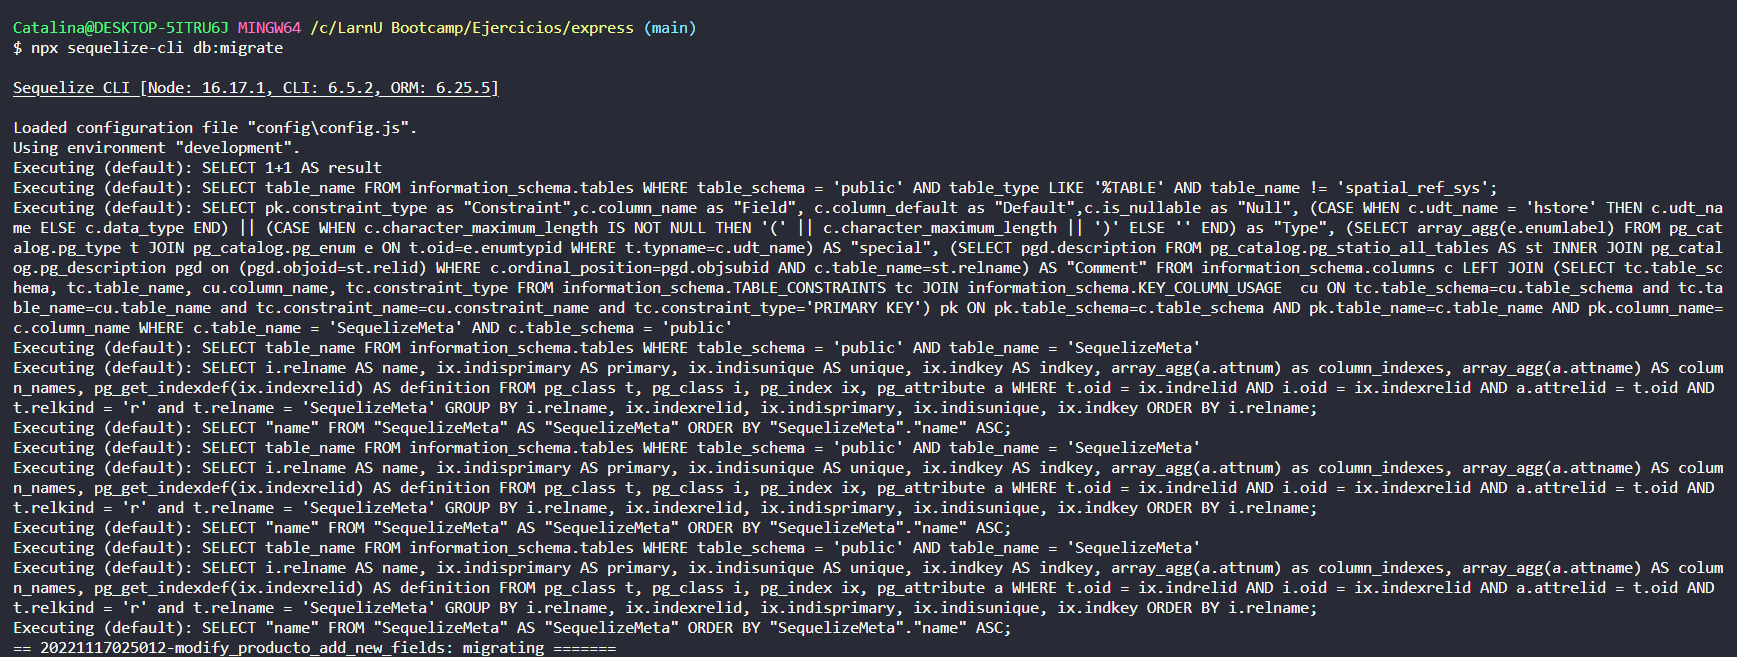 Catalina@DESKTOP-5ITRU6J MINGW64 /c/LarnU Bootcamp/Ejercicios/express (main)
$ npx sequelize-cli db:migrate
Sequelize CLI [Node: 16.17.1, CLI: 6.5.2, ORM: 6.25.5]
Loaded configuration file "config\config.js".
Using environment "development".
Executing (default): SELECT 1+1 AS result
Executing (default): SELECT table_name FROM information_schema.tables WHERE table_schema = 'public' AND table_type LIKE '%TABLE' AND table_name != 'spatial_ref_sys';
Executing (default): SELECT pk.constraint_type as "Constraint",c.column_name as "Field", c.column_default as "Default",c.is_nullable as "Null", (CASE WHEN c.udt_name = 'hstore' THEN c.udt_na
me ELSE c.data_type END) || (CASE WHEN c.character_maximum_length IS NOT NULL THEN '(' || c.character_maximum_length || ')' ELSE '' END) as "Type", (SELECT array_agg(e.enumlabel) FROM pg_cat
alog.pg_type t JOIN pg_catalog.pg_enum e ON t.oid=e.enumtypid WHERE t.typname=c.udt_name) AS "special", (SELECT pgd.description FROM pg_catalog.pg_statio_all_tables AS st INNER JOIN pg_catal
og.pg_description pgd on (pgd.objoid=st.relid) WHERE c.ordinal_position=pgd.objsubid AND c.table_name=st.relname) AS "Comment" FROM information_schema.columns c LEFT JOIN (SELECT tc.table_sc
hema, tc.table_name, cu.column_name, tc.constraint_type FROM information_schema.TABLE_CONSTRAINTS tc JOIN information_schema.KEY_COLUMN_USAGE  cu ON tc.table_schema=cu.table_schema and tc.ta
ble_name=cu.table_name and tc.constraint_name=cu.constraint_name and tc.constraint_type='PRIMARY KEY') pk ON pk.table_schema=c.table_schema AND pk.table_name=c.table_name AND pk.column_name=
c.column_name WHERE c.table_name = 'SequelizeMeta' AND c.table_schema = 'public'
Executing (default): SELECT table_name FROM information_schema.tables WHERE table_schema = 'public' AND table_name = 'SequelizeMeta'
Executing (default): SELECT i.relname AS name, ix.indisprimary AS primary, ix.indisunique AS unique, ix.indkey AS indkey, array_agg(a.attnum) as column_indexes, array_agg(a.attname) AS colum
n_names, pg_get_indexdef(ix.indexrelid) AS definition FROM pg_class t, pg_class i, pg_index ix, pg_attribute a WHERE t.oid = ix.indrelid AND i.oid = ix.indexrelid AND a.attrelid = t.oid AND
t.relkind = 'r' and t.relname = 'SequelizeMeta' GROUP BY i.relname, ix.indexrelid, ix.indisprimary, ix.indisunique, ix.indkey ORDER BY i.relname;
Executing (default): SELECT "name" FROM "SequelizeMeta" AS "SequelizeMeta" ORDER BY "SequelizeMeta"."name" ASC;
Executing (default): SELECT table_name FROM information_schema.tables WHERE table_schema = 'public' AND table_name = 'SequelizeMeta'
Executing (default): SELECT i.relname AS name, ix.indisprimary AS primary, ix.indisunique AS unique, ix.indkey AS indkey, array_agg(a.attnum) as column_indexes, array_agg(a.attname) AS colum
n_names, pg_get_indexdef(ix.indexrelid) AS definition FROM pg_class t, pg_class i, pg_index ix, pg_attribute a WHERE t.oid = ix.indrelid AND i.oid = ix.indexrelid AND a.attrelid = t.oid AND
t.relkind = 'r' and t.relname = 'SequelizeMeta' GROUP BY i.relname, ix.indexrelid, ix.indisprimary, ix.indisunique, ix.indkey ORDER BY i.relname;
Executing (default): SELECT "name" FROM "SequelizeMeta" AS "SequelizeMeta" ORDER BY "SequelizeMeta"."name" ASC;
Executing (default): SELECT table_name FROM information_schema.tables WHERE table_schema = 'public' AND table_name = 'SequelizeMeta'
Executing (default): SELECT i.relname AS name, ix.indisprimary AS primary, ix.indisunique AS unique, ix.indkey AS indkey, array_agg(a.attnum) as column_indexes, array_agg(a.attname) AS colum
n_names, pg_get_indexdef(ix.indexrelid) AS definition FROM pg_class t, pg_class i, pg_index ix, pg_attribute a WHERE t.oid = ix.indrelid AND i.oid = ix.indexrelid AND a.attrelid = t.oid AND
t.relkind = 'r' and t.relname = 'SequelizeMeta' GROUP BY i.relname, ix.indexrelid, ix.indisprimary, ix.indisunique, ix.indkey ORDER BY i.relname;
Executing (default): SELECT "name" FROM "SequelizeMeta" AS "SequelizeMeta" ORDER BY "SequelizeMeta"."name" ASC;
== 20221117025012-modify_producto_add_new_fields: migrating =======